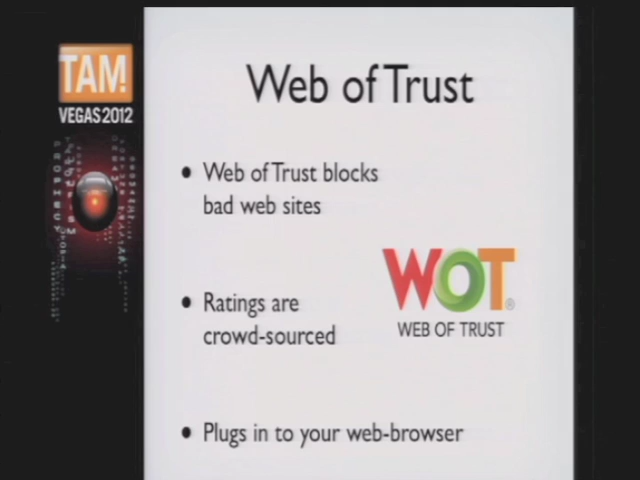 TAM!
VEGAS 2012
Web of Trust
• Web of Trust blocks
bad web sites
• Ratings are
crowd-sourced
WOT®
WEB OF TRUST
• Plugs in to your web-browser